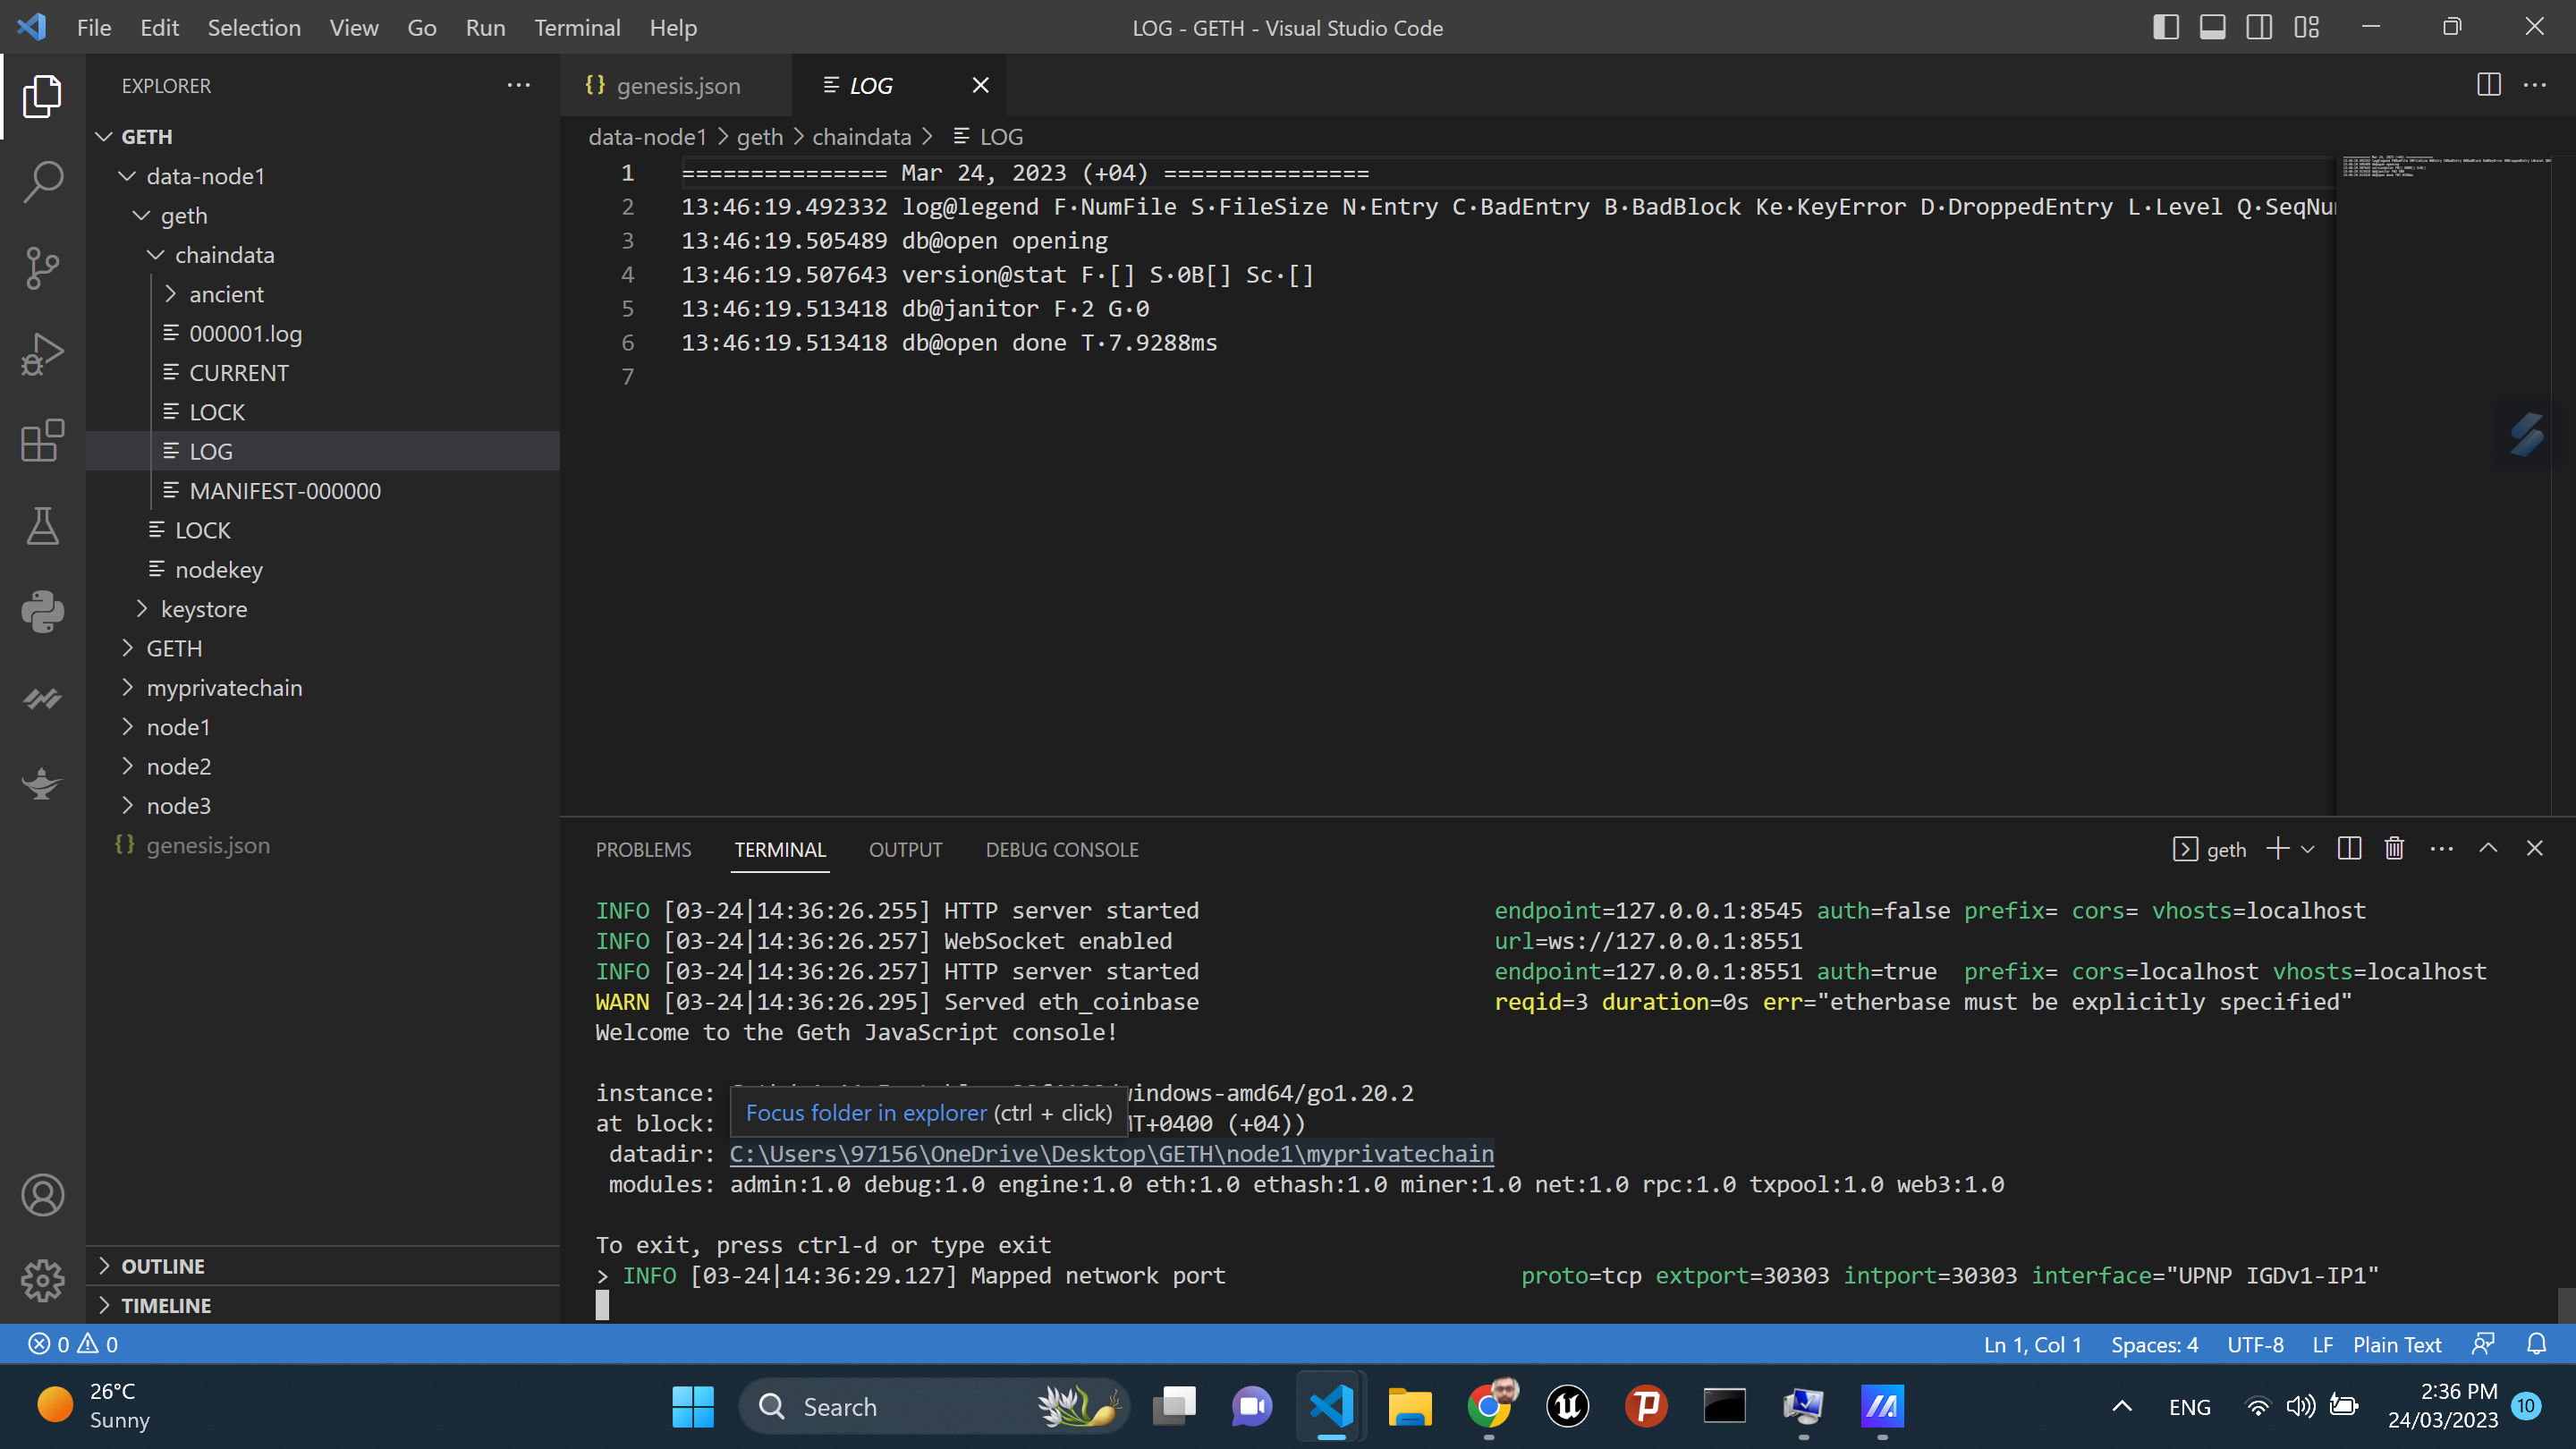 File Edit Selection View Go Run Terminal Help
LOG - GETH - Visual Studio Code
EXPLORER
GETH
data-node1
geth
chaindata
ancient
000001.log
CURRENT
LOCK
LOG
MANIFEST-000000
LOCK
nodekey
keystore
GETH
myprivatechain
node1
node2
node3
{} genesis.json
OUTLINE
TIMELINE
{} genesis.json LOG
data-node1 > geth > chaindata > LOG
1 =============== Mar 24, 2023 (+04) ===============
2 13:46:19.492332 log@legend F·NumFile S·FileSize N·Entry C·BadEntry B·BadBlock Ke·KeyError D·DroppedEntry L·Level Q·SeqNu
3 13:46:19.505489 db@open opening
4 13:46:19.507643 version@stat F·[] S·0B[] Sc·[]
5 13:46:19.513418 db@janitor F·2 G·0
6 13:46:19.513418 db@open done T·7.9288ms
7
PROBLEMS TERMINAL OUTPUT DEBUG CONSOLE
geth
INFO [03-24|14:36:26.255] HTTP server started endpoint=127.0.0.1:8545 auth=false prefix= cors= vhosts=localhost
INFO [03-24|14:36:26.257] WebSocket enabled url=ws://127.0.0.1:8551
INFO [03-24|14:36:26.257] HTTP server started endpoint=127.0.0.1:8551 auth=true prefix= cors=localhost vhosts=localhost
WARN [03-24|14:36:26.295] Served eth_coinbase reqid=3 duration=0s err="etherbase must be explicitly specified"
Welcome to the Geth JavaScript console!
instance: windows-amd64/go1.20.2
Focus folder in explorer (ctrl + click)
at block: MT+0400 (+04))
datadir: C:\Users\97156\OneDrive\Desktop\GETH\node1\myprivatechain
modules: admin:1.0 debug:1.0 engine:1.0 eth:1.0 ethash:1.0 miner:1.0 net:1.0 rpc:1.0 txpool:1.0 web3:1.0
To exit, press ctrl-d or type exit
> INFO [03-24|14:36:29.127] Mapped network port proto=tcp extport=30303 intport=30303 interface="UPNP IGDv1-IP1"
0 0
Ln 1, Col 1 Spaces: 4 UTF-8 LF Plain Text
26°C
Sunny
Search
ENG
2:36 PM
24/03/2023
10